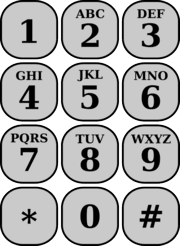 1 ABC 2 DEF 3
GHI 4 JKL 5 MNO 6
PQRS 7 TUV 8 WXYZ 9
* 0 #